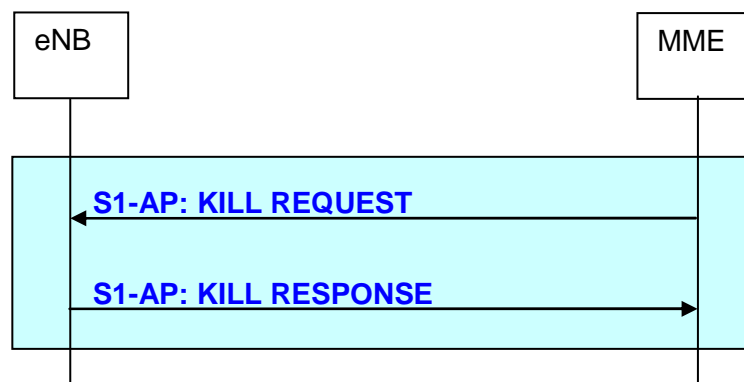 eNB
MME
S1-AP: KILL REQUEST
S1-AP: KILL RESPONSE